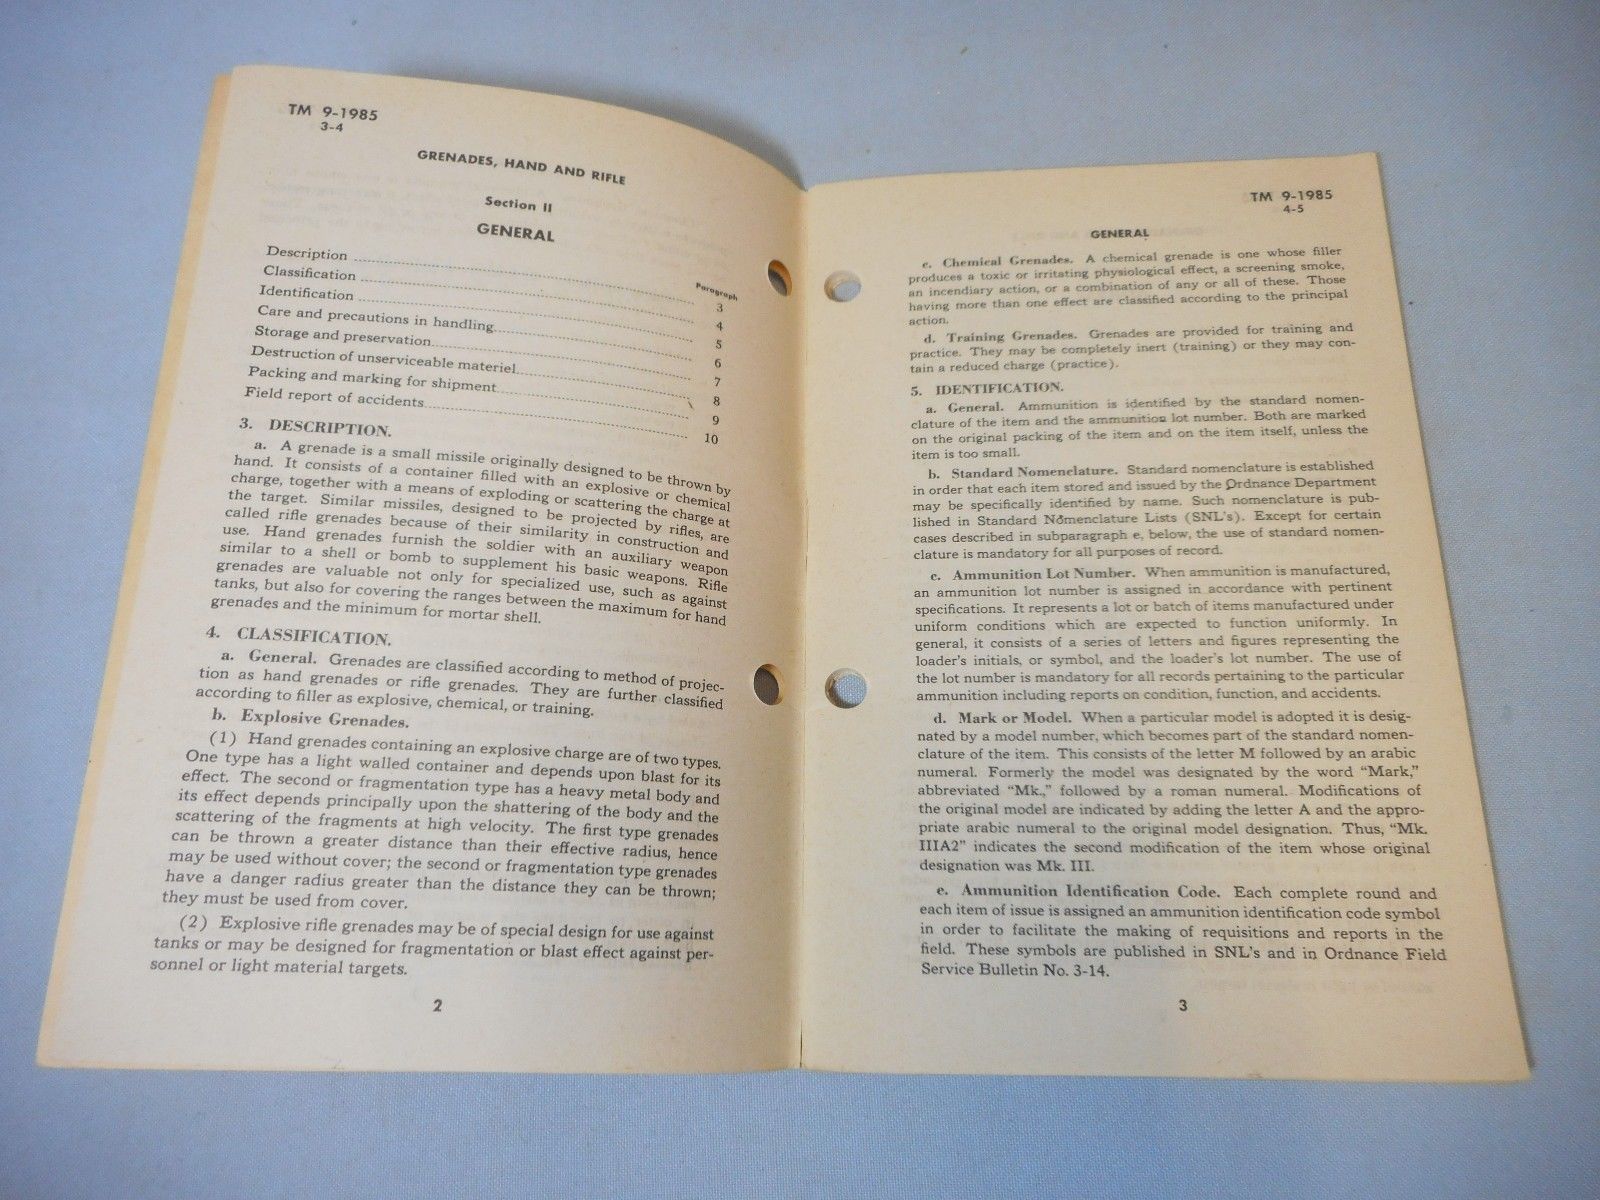 TM 9-1985
3-4
GRENADES, HAND AND RIFLE
Section II
GENERAL
Paragraph
Description 3
Classification 4
Identification 5
Care and precautions in handling 6
Storage and preservation 7
Destruction of unserviceable materiel 8
Packing and marking for shipment 9
Field report of accidents 10
3. DESCRIPTION.
a. A grenade is a small missile originally designed to be thrown by
hand. It consists of a container filled with an explosive or chemical
charge, together with a means of exploding or scattering the charge at
the target. Similar missiles, designed to be projected by rifles, are
called rifle grenades because of their similarity in construction and
use. Hand grenades furnish the soldier with an auxiliary weapon
similar to a shell or bomb to supplement his basic weapons. Rifle
grenades are valuable not only for specialized use, such as against
tanks, but also for covering the ranges between the maximum for hand
grenades and the minimum for mortar shell.
4. CLASSIFICATION.
a. General. Grenades are classified according to method of projec-
tion as hand grenades or rifle grenades. They are further classified
according to filler as explosive, chemical, or training.
b. Explosive Grenades.
(1) Hand grenades containing an explosive charge are of two types.
One type has a light walled container and depends upon blast for its
effect. The second or fragmentation type has a heavy metal body and
its effect depends principally upon the shattering of the body and the
scattering of the fragments at high velocity. The first type grenades
can be thrown a greater distance than their effective radius, hence
may be used without cover; the second or fragmentation type grenades
have a danger radius greater than the distance they can be thrown;
they must be used from cover.
(2) Explosive rifle grenades may be of special design for use against
tanks or may be designed for fragmentation or blast effect against per-
sonnel or light material targets.
2
TM 9-1985
4-5
GENERAL
c. Chemical Grenades. A chemical grenade is one whose filler
produces a toxic or irritating physiological effect, a screening smoke,
an incendiary action, or a combination of any or all of these. Those
having more than one effect are classified according to the principal
action.
d. Training Grenades. Grenades are provided for training and
practice. They may be completely inert (training) or they may con-
tain a reduced charge (practice).
5. IDENTIFICATION.
a. General. Ammunition is identified by the standard nomen-
clature of the item and the ammunition lot number. Both are marked
on the original packing of the item and on the item itself, unless the
item is too small.
b. Standard Nomenclature. Standard nomenclature is established
in order that each item stored and issued by the Ordnance Department
may be specifically identified by name. Such nomenclature is pub-
lished in Standard Nomenclature Lists (SNL's). Except for certain
cases described in subparagraph e, below, the use of standard nomen-
clature is mandatory for all purposes of record.
c. Ammunition Lot Number. When ammunition is manufactured,
an ammunition lot number is assigned in accordance with pertinent
specifications. It represents a lot or batch of items manufactured under
uniform conditions which are expected to function uniformly. In
general, it consists of a series of letters and figures representing the
loader's initials, or symbol, and the loader's lot number. The use of
the lot number is mandatory for all records pertaining to the particular
ammunition including reports on condition, function, and accidents.
d. Mark or Model. When a particular model is adopted it is desig-
nated by a model number, which becomes part of the standard nomen-
clature of the item. This consists of the letter M followed by an arabic
numeral. Formerly the model was designated by the word "Mark,"
abbreviated "Mk.," followed by a roman numeral. Modifications of
the original model are indicated by adding the letter A and the appro-
priate arabic numeral to the original model designation. Thus, "Mk.
IIIA2" indicates the second modification of the item whose original
designation was Mk. III.
e. Ammunition Identification Code. Each complete round and
each item of issue is assigned an ammunition identification code symbol
in order to facilitate the making of requisitions and reports in the
field. These symbols are published in SNL's and in Ordnance Field
Service Bulletin No. 3-14.
3